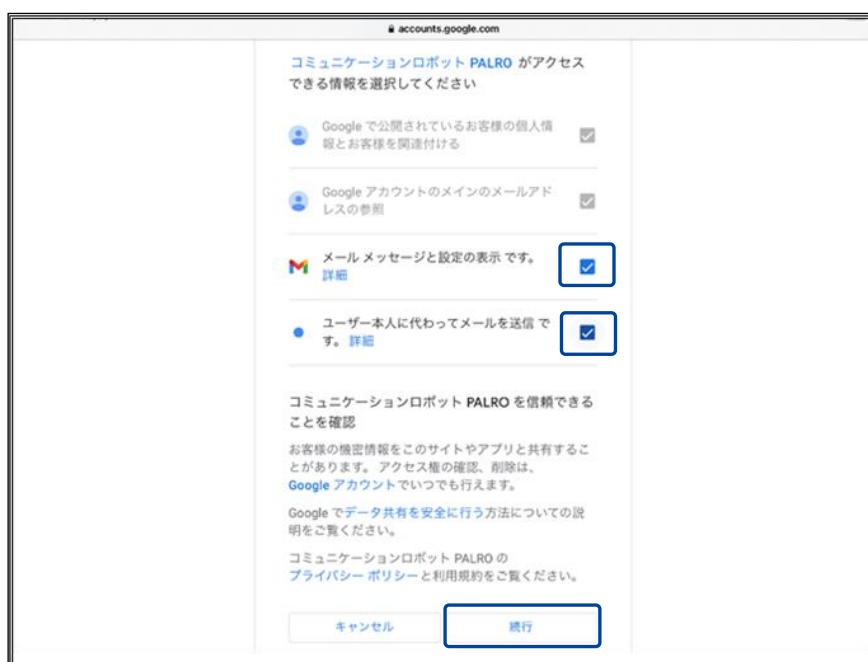 accounts.google.com
コミュニケーションロボット PALRO がアクセス
できる情報を選択してください
Google で公開されているお客様の個人情
報とお客様を関連付ける
Google アカウントのメインのメールアド
レスの参照
メール メッセージと設定の表示 です。
詳細
ユーザー本人に代わってメールを送信 で
す。 詳細
コミュニケーションロボット PALRO を信頼できる
ことを確認
お客様の機密情報をこのサイトやアプリと共有するこ
とがあります。 アクセス権の確認、削除は、
Google アカウントでいつでも行えます。
Google でデータ共有を安全に行う方法についての説
明をご覧ください。
コミュニケーションロボット PALRO の
プライバシー ポリシーと利用規約をご覧ください。
キャンセル 続行